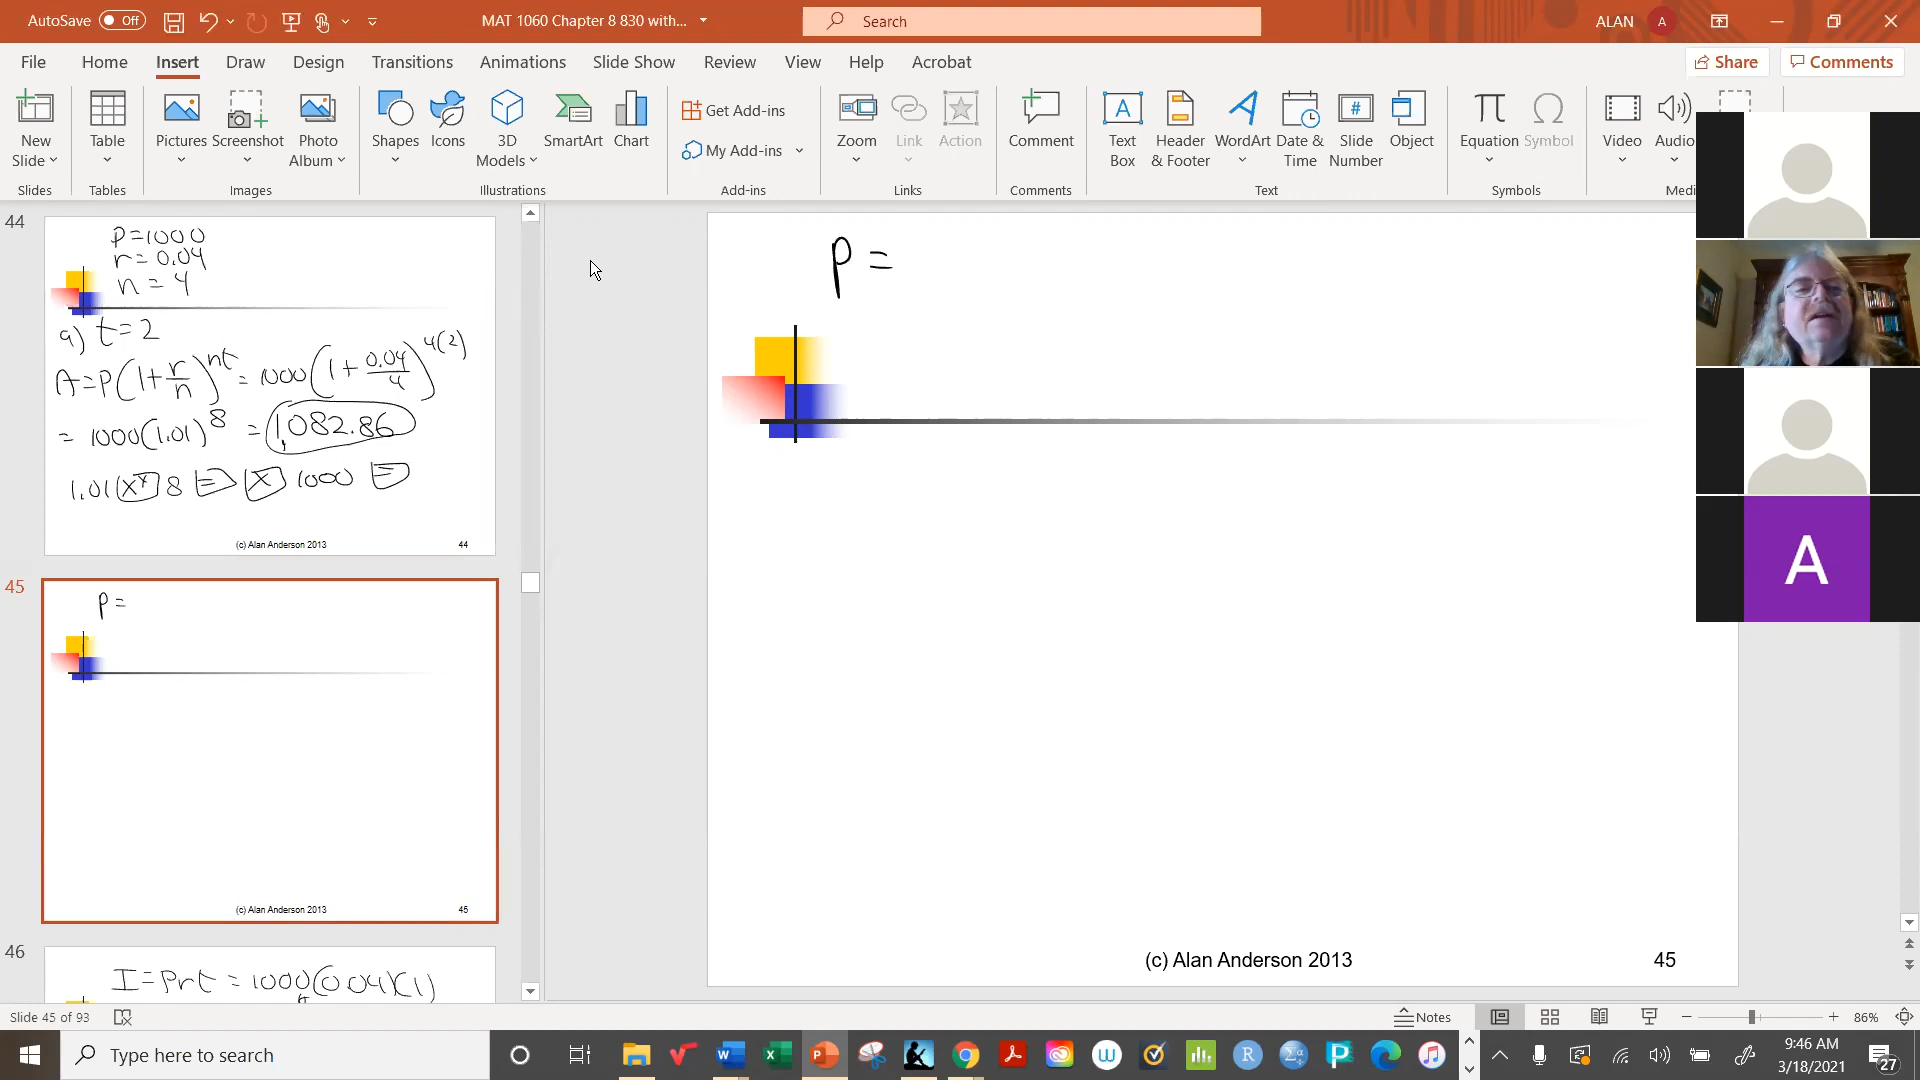 AutoSave Off
MAT 1060 Chapter 8 830 with...
Search
ALAN A
File Home Insert Draw Design Transitions Animations Slide Show Review View Help Acrobat
Share Comments
New Slide
Table
Pictures
Screenshot
Photo Album
Shapes
Icons
3D Models
SmartArt
Chart
Get Add-ins
My Add-ins
Zoom
Link
Action
Comment
Text Box
Header & Footer
WordArt
Date & Time
Slide Number
Object
Equation
Symbol
Video
Audio
Slides Tables Images Illustrations Add-ins Links Comments Text Symbols Medi
44
P=1000
r=0.04
n = 4
a) t=2
A=P(1+r/n)^nt = 1000(1+0.04/4)^4(2)
= 1000(1.01)^8 = 1,082.86
1.01 x^y 8 = x 1000 =
(c) Alan Anderson 2013 44
45
P =
(c) Alan Anderson 2013 45
46
I=Prt = 1000(0.04)(1)
P =
(c) Alan Anderson 2013 45
A
Slide 45 of 93
Notes
86%
Type here to search
9:46 AM
3/18/2021
27